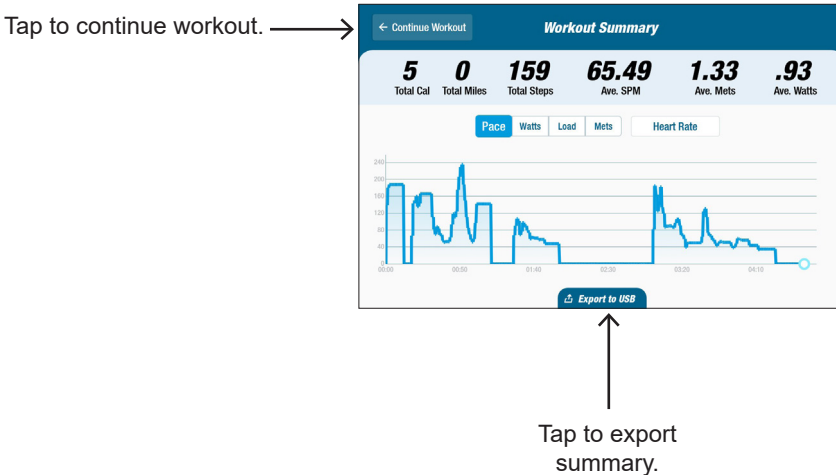 Tap to continue workout.
← Continue Workout
Workout Summary
5 0 159 65.49 1.33 .93
Total Cal Total Miles Total Steps Ave. SPM Ave. Mets Ave. Watts
Pace Watts Load Mets Heart Rate
240
200
160
120
80
40
0
00:00 00:50 01:40 02:30 03:20 04:10
Export to USB
Tap to export
summary.